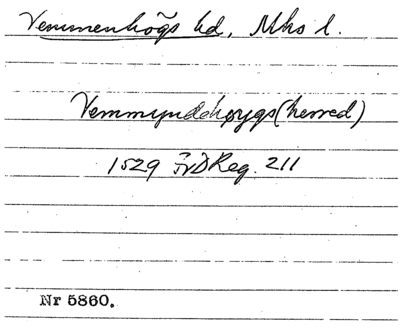 Vemmenhögs hd, Mhs l.
Vemmyndehøygs (herred)
1529 FrDReg. 211
Nr 5860.